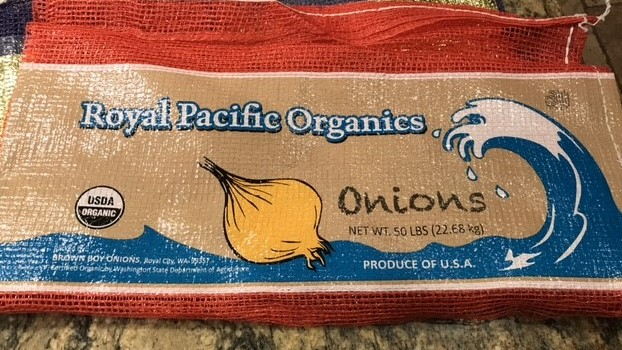 Royal Pacific Organics
USDA
ORGANIC
Onions
NET WT. 50 LBS (22.68 kg)
BROWN BOY ONIONS, Royal City, WA 99357
Certified Organic by Washington State Department of Agriculture
PRODUCE OF U.S.A.